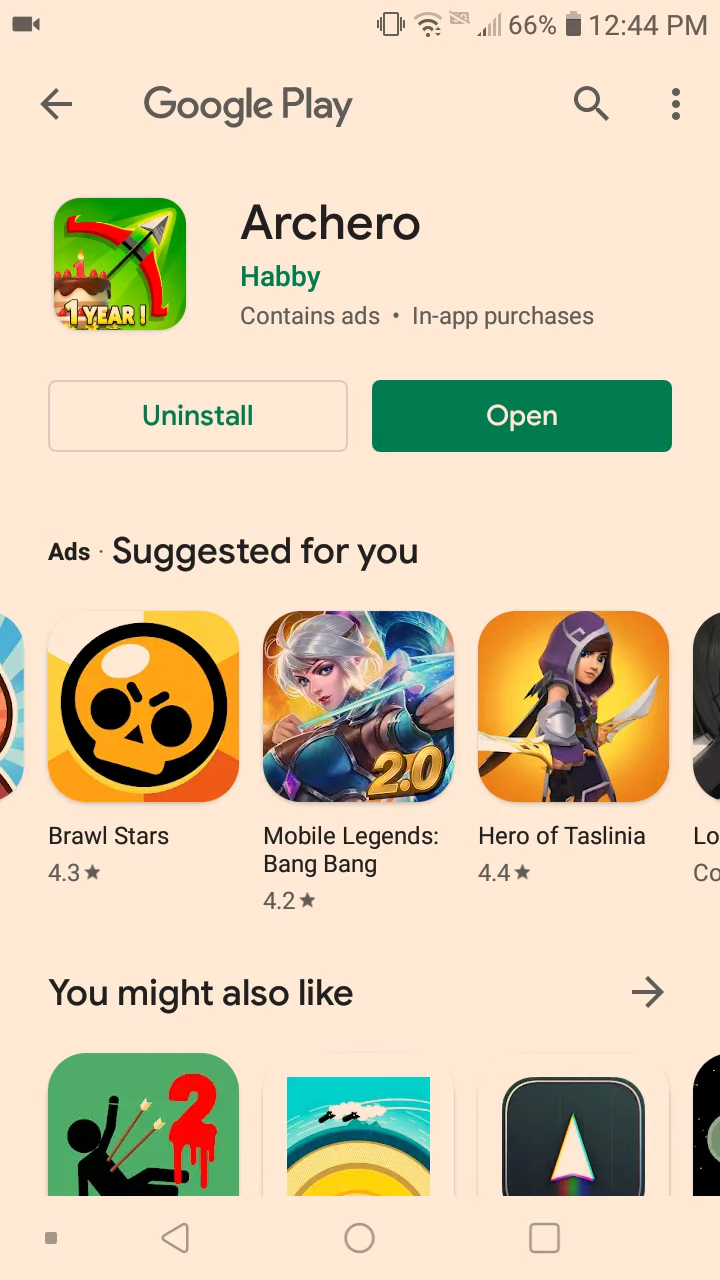 66% 12:44 PM
Google Play
1 YEAR!
Archero
Habby
Contains ads • In-app purchases
Uninstall
Open
Ads · Suggested for you
2.0
Brawl Stars
Mobile Legends:
Bang Bang
Hero of Taslinia
Lo
4.3★
4.4★
Co
4.2★
You might also like
2